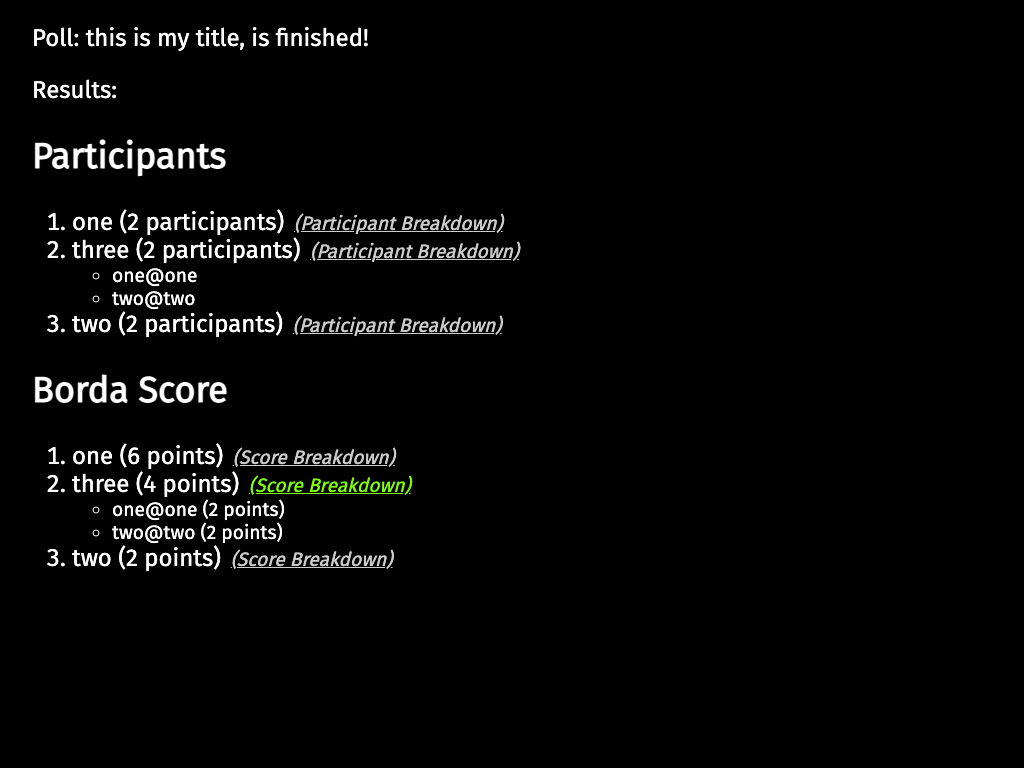 Poll: this is my title, is finished!
Results:
Participants
1. one (2 participants) (Participant Breakdown)
2. three (2 participants) (Participant Breakdown)
one@one
two@two
3. two (2 participants) (Participant Breakdown)
Borda Score
1. one (6 points) (Score Breakdown)
2. three (4 points) (Score Breakdown)
one@one (2 points)
two@two (2 points)
3. two (2 points) (Score Breakdown)